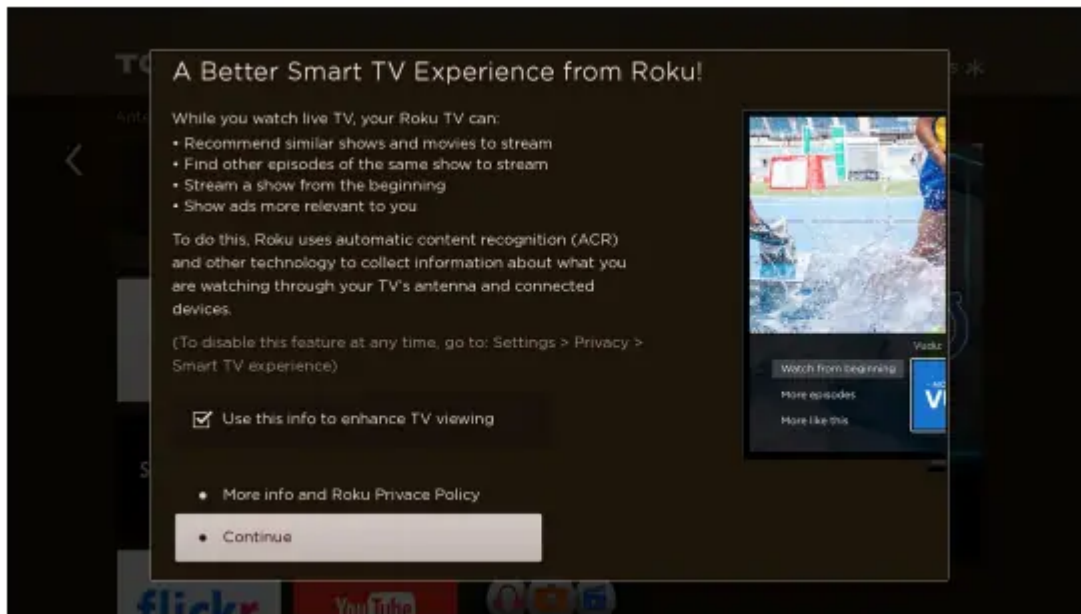 A Better Smart TV Experience from Roku!
While you watch live TV, your Roku TV can:
• Recommend similar shows and movies to stream
• Find other episodes of the same show to stream
• Stream a show from the beginning
• Show ads more relevant to you
To do this, Roku uses automatic content recognition (ACR)
and other technology to collect information about what you
are watching through your TV's antenna and connected
devices.
(To disable this feature at any time, go to: Settings > Privacy >
Smart TV experience)
Use this info to enhance TV viewing
• More info and Roku Privace Policy
• Continue
Vudu
Watch from beginning
More episodes
More like this
flickr
YouTube